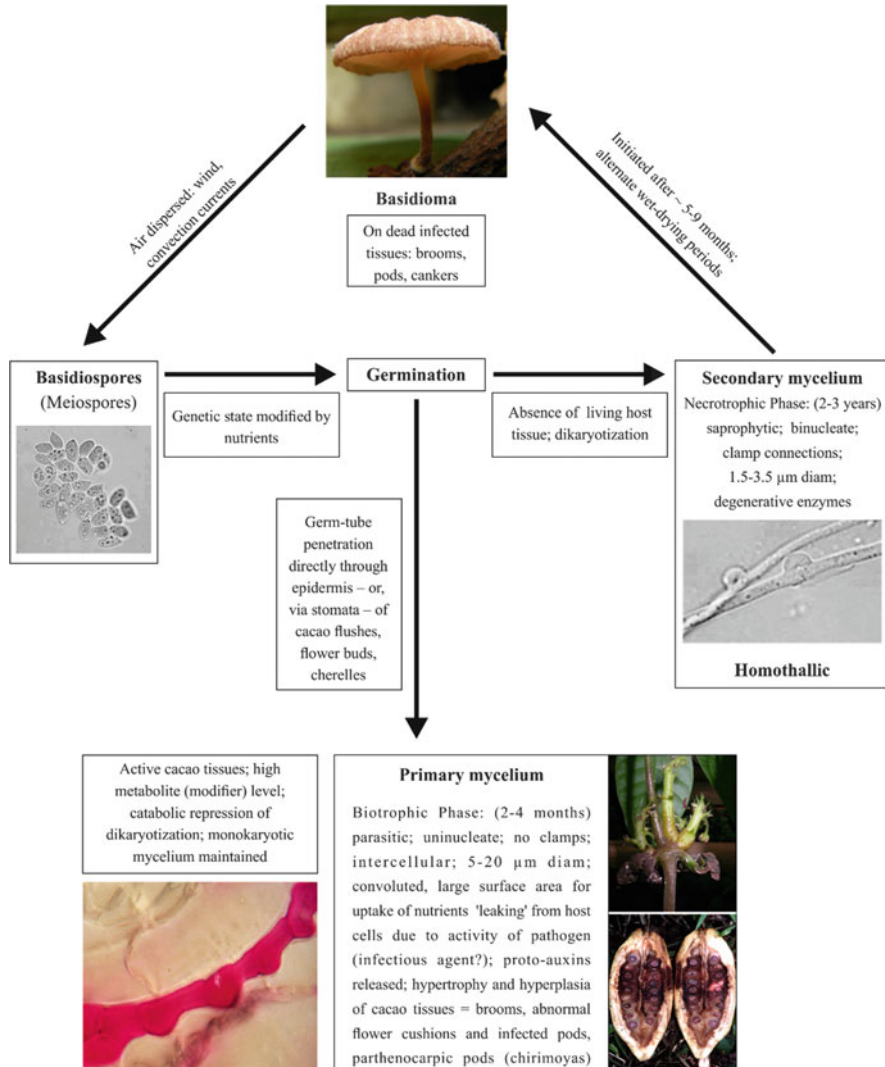 Basidioma
On dead infected
tissues: brooms,
pods, cankers
Air dispersed: wind,
convection currents
Initiated after ~ 5-9 months;
alternate wet-drying periods
Basidiospores
(Meiospores)
Genetic state modified by
nutrients
Germination
Absence of living host
tissue; dikaryotization
Secondary mycelium
Necrotrophic Phase: (2-3 years)
saprophytic; binucleate;
clamp connections;
1.5-3.5 µm diam;
degenerative enzymes
Homothallic
Germ-tube
penetration
directly through
epidermis – or,
via stomata – of
cacao flushes,
flower buds,
cherelles
Active cacao tissues; high
metabolite (modifier) level;
catabolic repression of
dikaryotization; monokaryotic
mycelium maintained
Primary mycelium
Biotrophic Phase: (2-4 months)
parasitic; uninucleate; no clamps;
intercellular; 5-20 µm diam;
convoluted, large surface area for
uptake of nutrients 'leaking' from host
cells due to activity of pathogen
(infectious agent?); proto-auxins
released; hypertrophy and hyperplasia
of cacao tissues = brooms, abnormal
flower cushions and infected pods,
parthenocarpic pods (chirimoyas)